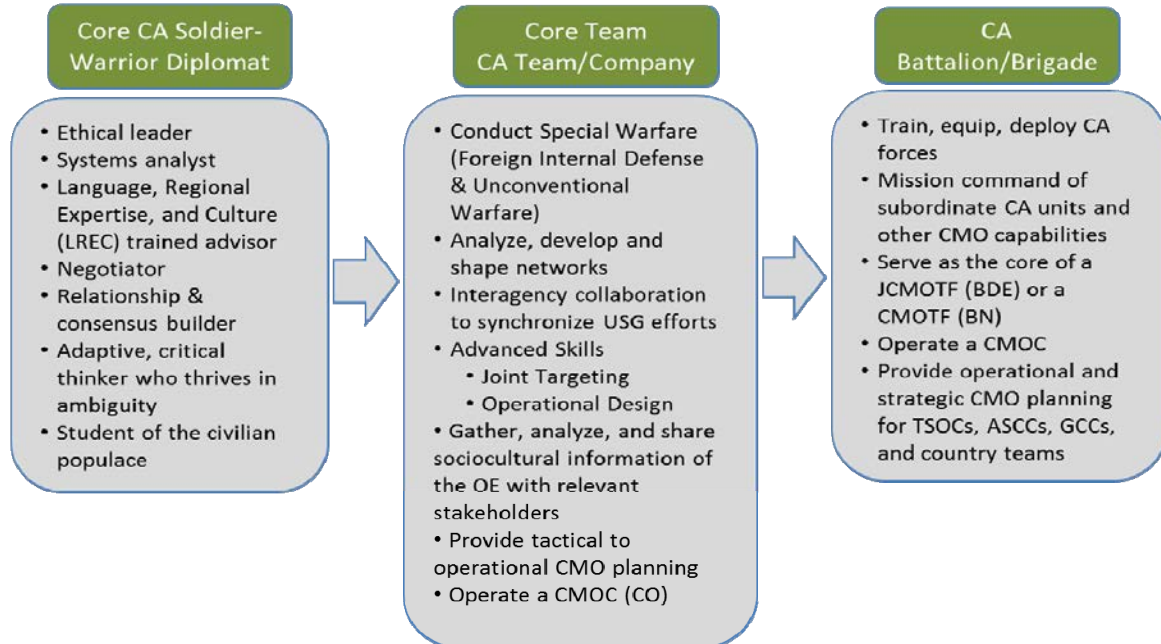 Core CA Soldier-
Warrior Diplomat
• Ethical leader
• Systems analyst
• Language, Regional
Expertise, and Culture
(LREC) trained advisor
• Negotiator
• Relationship &
consensus builder
• Adaptive, critical
thinker who thrives in
ambiguity
• Student of the civilian
populace
Core Team
CA Team/Company
• Conduct Special Warfare
(Foreign Internal Defense
& Unconventional
Warfare)
• Analyze, develop and
shape networks
• Interagency collaboration
to synchronize USG efforts
• Advanced Skills
• Joint Targeting
• Operational Design
• Gather, analyze, and share
sociocultural information of
the OE with relevant
stakeholders
• Provide tactical to
operational CMO planning
• Operate a CMOC (CO)
CA
Battalion/Brigade
• Train, equip, deploy CA
forces
• Mission command of
subordinate CA units and
other CMO capabilities
• Serve as the core of a
JCMOTF (BDE) or a
CMOTF (BN)
• Operate a CMOC
• Provide operational and
strategic CMO planning
for TSOCs, ASCCs, GCCs,
and country teams